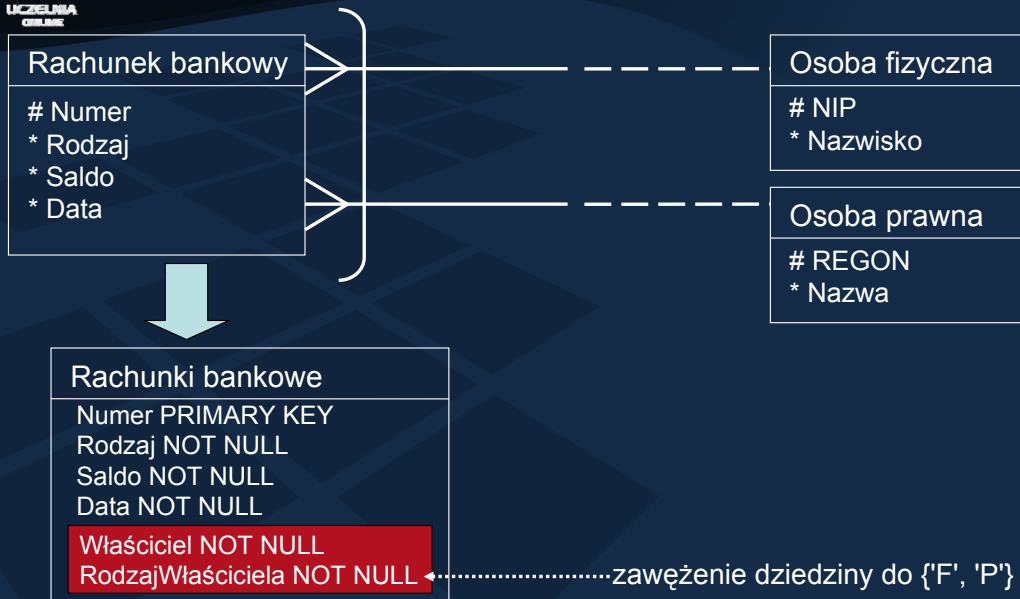 UCZELNIA
ONLINE
Rachunek bankowy
# Numer
* Rodzaj
* Saldo
* Data
Osoba fizyczna
# NIP
* Nazwisko
Osoba prawna
# REGON
* Nazwa
Rachunki bankowe
Numer PRIMARY KEY
Rodzaj NOT NULL
Saldo NOT NULL
Data NOT NULL
Właściciel NOT NULL
RodzajWłaściciela NOT NULL
zawężenie dziedziny do {'F', 'P'}